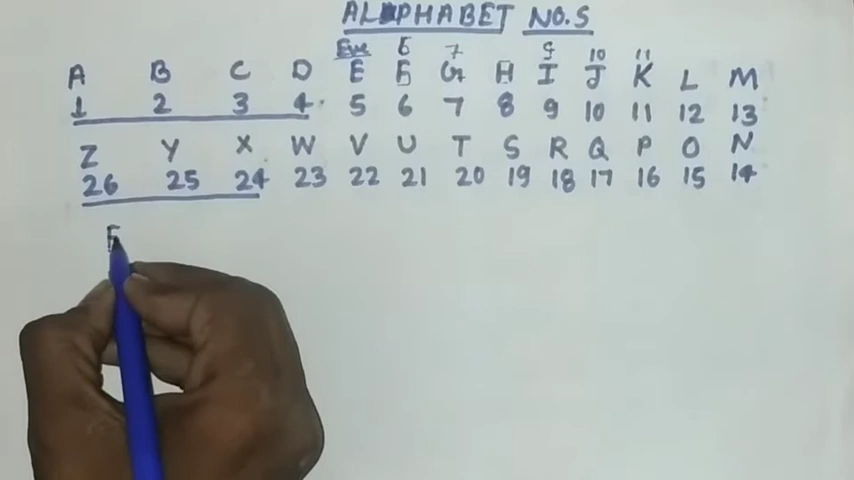 ALPHABET NO.S
Eve 6 7 9 10 11
A B C D E F G H I J K L M
1 2 3 4 5 6 7 8 9 10 11 12 13
Z Y X W V U T S R Q P O N
26 25 24 23 22 21 20 19 18 17 16 15 14
E